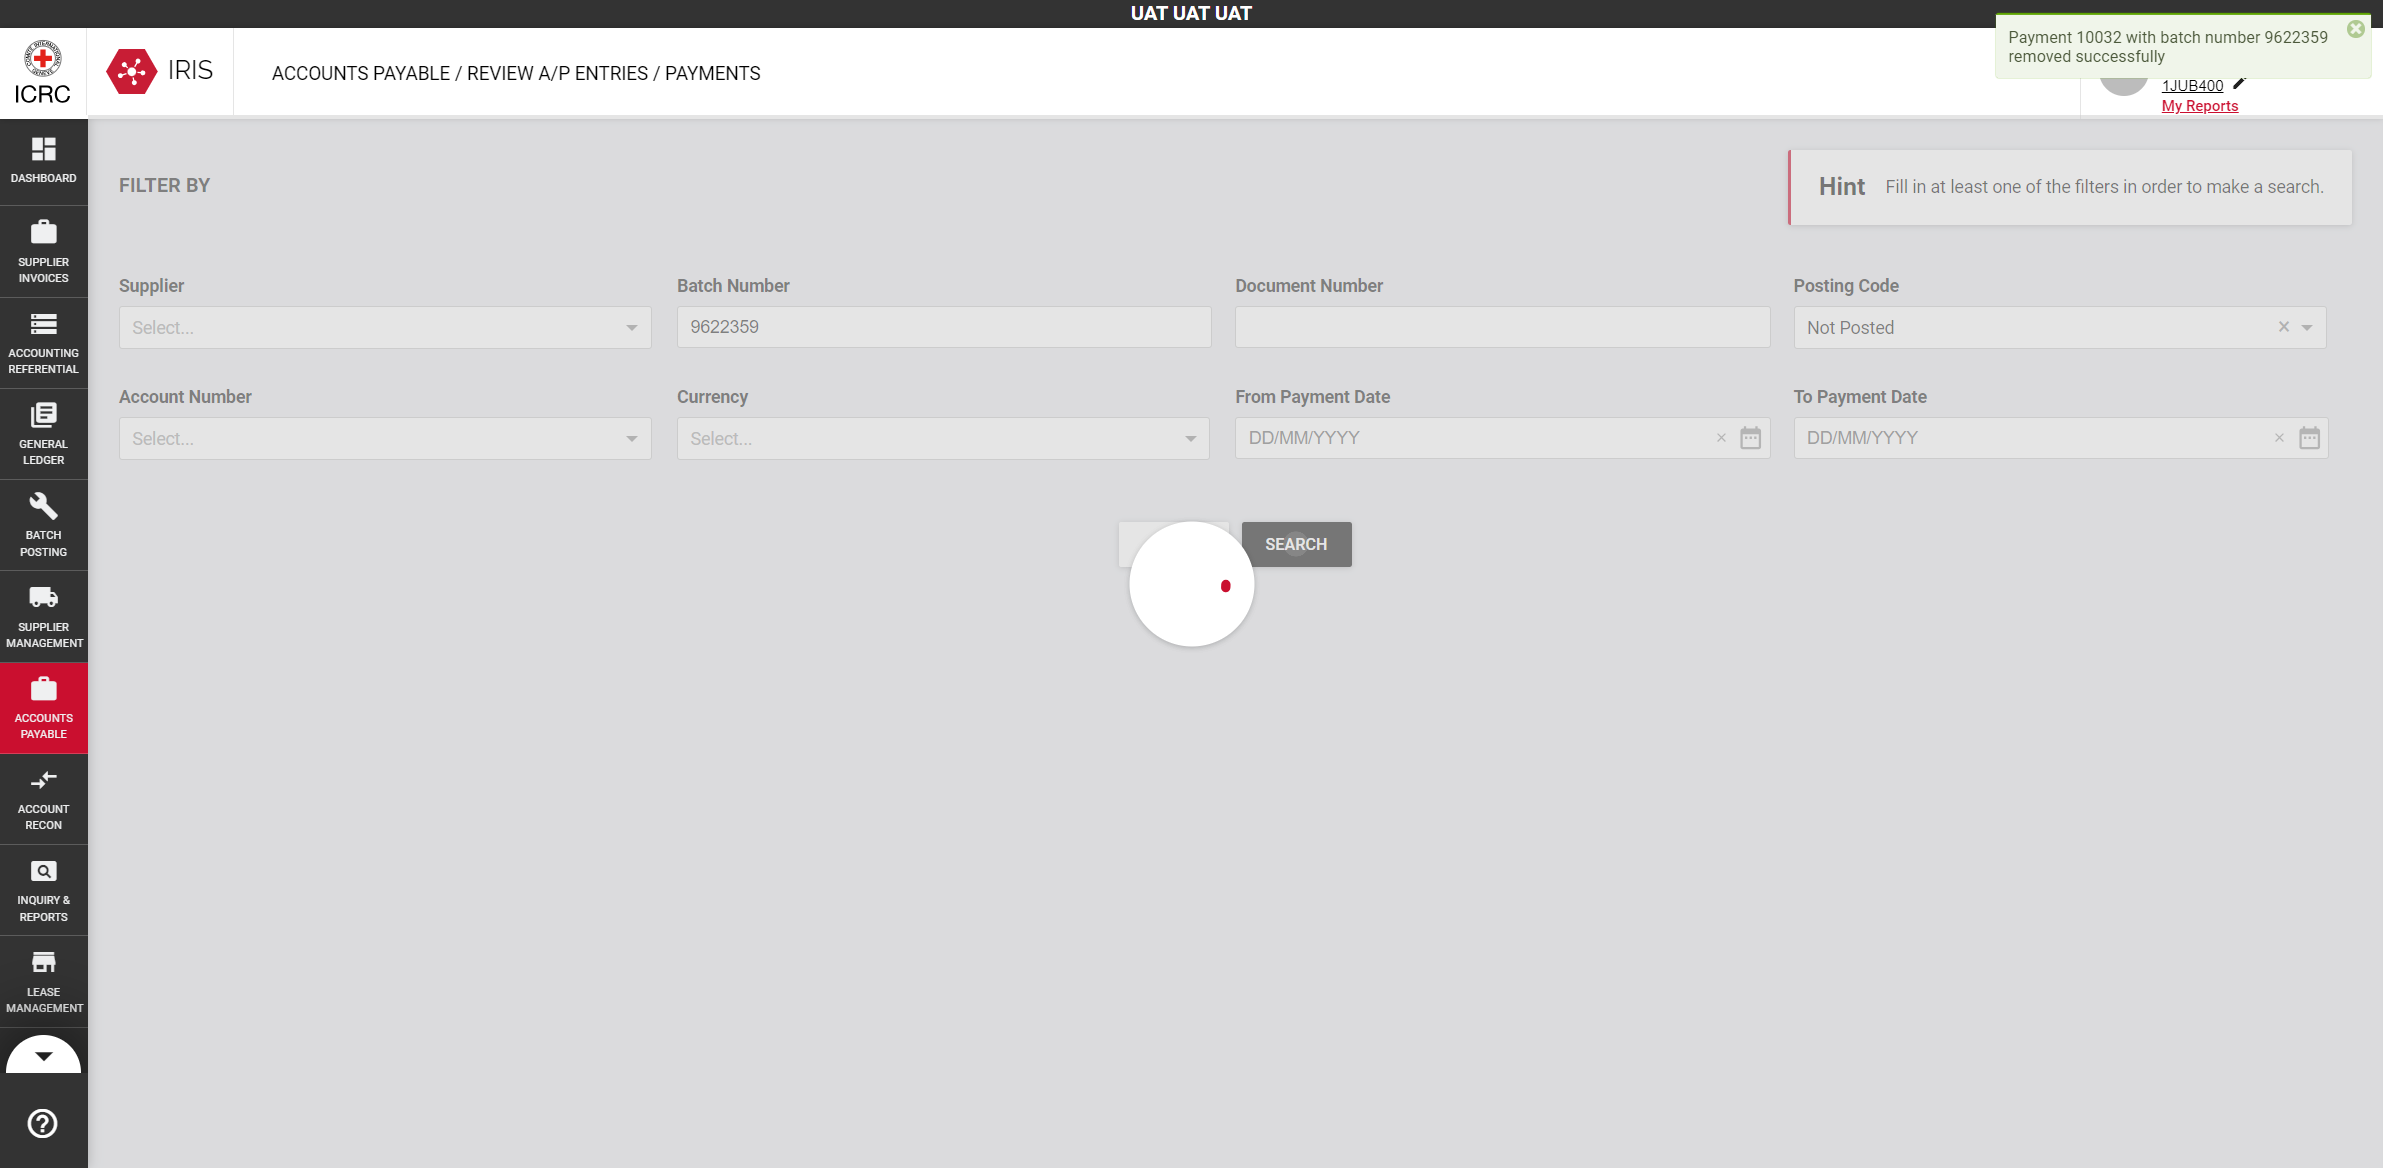 UAT UAT UAT
Payment 10032 with batch number 9622359
removed successfully
ICRC
IRIS
ACCOUNTS PAYABLE / REVIEW A/P ENTRIES / PAYMENTS
1JUB400
My Reports
DASHBOARD
SUPPLIER
INVOICES
ACCOUNTING
REFERENTIAL
GENERAL
LEDGER
BATCH
POSTING
SUPPLIER
MANAGEMENT
ACCOUNTS
PAYABLE
ACCOUNT
RECON
INQUIRY &
REPORTS
LEASE
MANAGEMENT
FILTER BY
Hint Fill in at least one of the filters in order to make a search.
Supplier
Select...
Batch Number
9622359
Document Number
Posting Code
Not Posted
Account Number
Select...
Currency
Select...
From Payment Date
DD/MM/YYYY
To Payment Date
DD/MM/YYYY
SEARCH